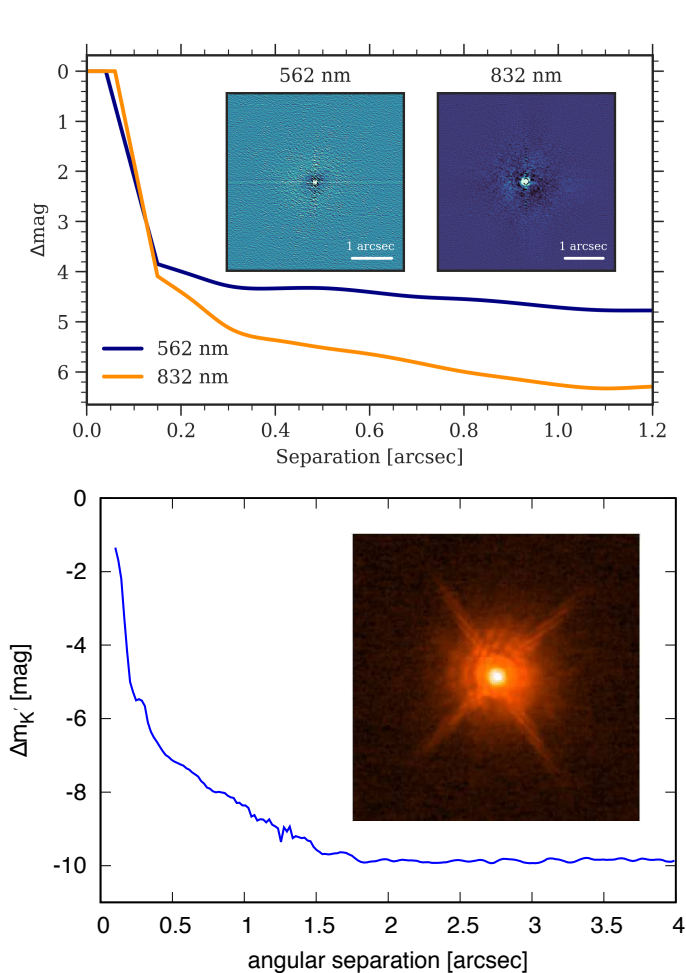 562 nm
832 nm
0
1
2
3
4
5
6
Δmag
1 arcsec
1 arcsec
562 nm
832 nm
0.0 0.2 0.4 0.6 0.8 1.0 1.2
Separation [arcsec]
0
-2
-4
-6
-8
-10
ΔmK′ [mag]
0 0.5 1 1.5 2 2.5 3 3.5 4
angular separation [arcsec]